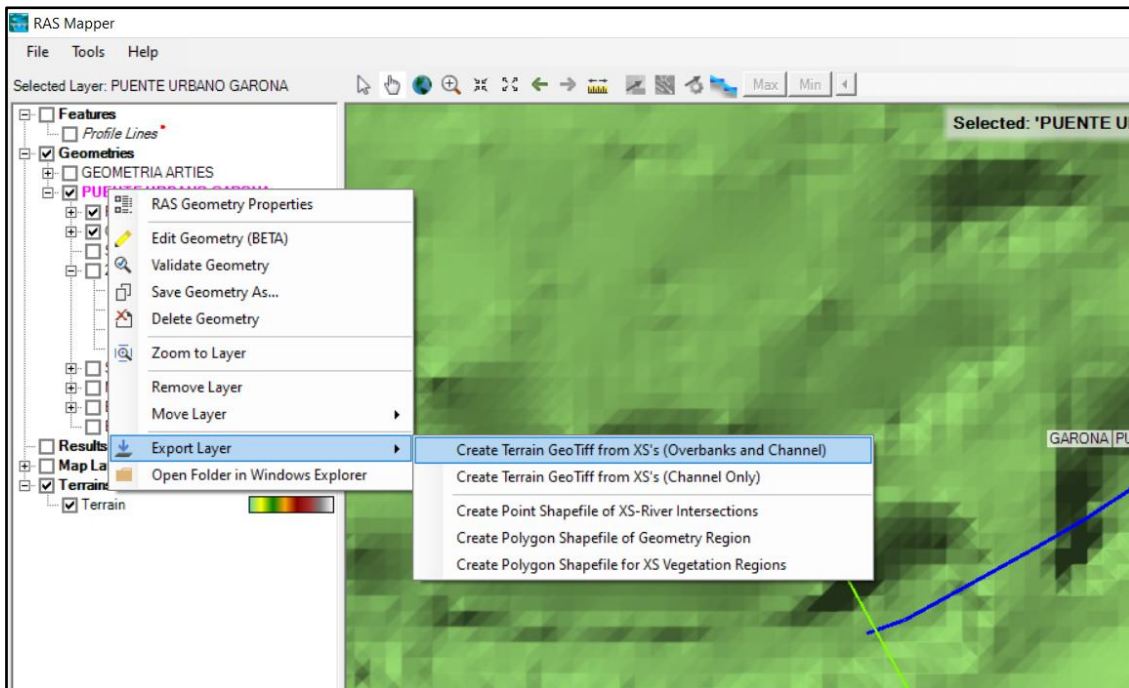 RAS Mapper
File Tools Help
Selected Layer: PUENTE URBANO GARONA
Max Min
Features
Profile Lines
Selected: 'PUENTE U
Geometries
GEOMETRIA ARTIES
PUENTE URBANO GARONA
RAS Geometry Properties
Edit Geometry (BETA)
Validate Geometry
Save Geometry As...
Delete Geometry
Zoom to Layer
Remove Layer
Move Layer
Results
Export Layer
Create Terrain GeoTiff from XS's (Overbanks and Channel)
GARONA PU
Map La
Open Folder in Windows Explorer
Create Terrain GeoTiff from XS's (Channel Only)
Terrains
Terrain
Create Point Shapefile of XS-River Intersections
Create Polygon Shapefile of Geometry Region
Create Polygon Shapefile for XS Vegetation Regions